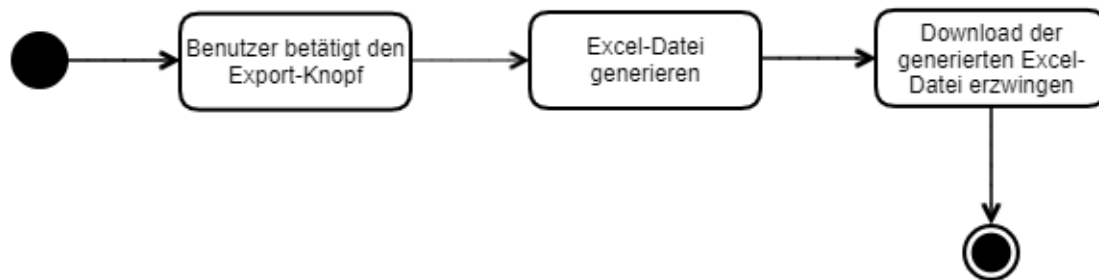 Benutzer betätigt den
Export-Knopf
Excel-Datei
generieren
Download der
generierten Excel-
Datei erzwingen